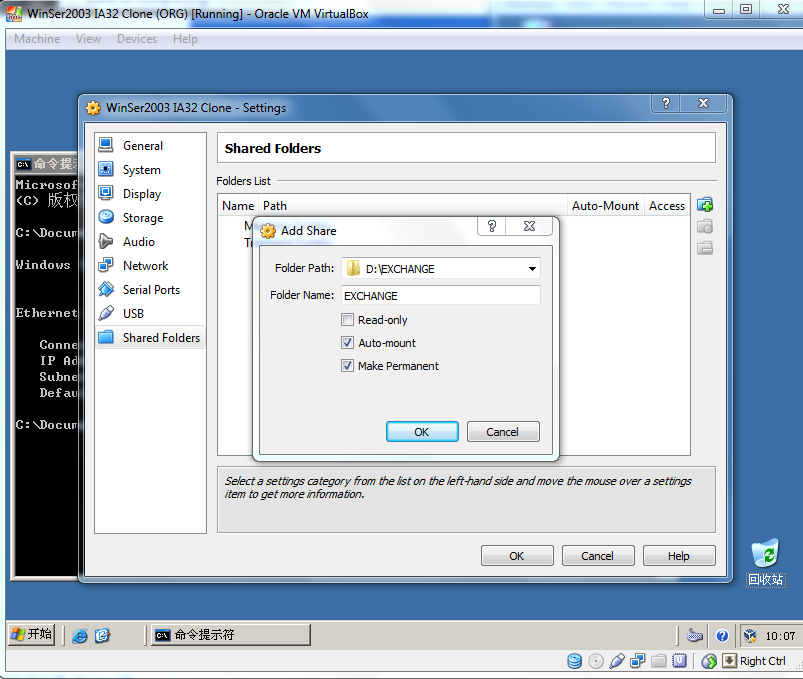 WinSer2003 IA32 Clone (ORG) [Running] - Oracle VM VirtualBox
Machine View Devices Help
WinSer2003 IA32 Clone - Settings
?
General
System
Display
Storage
Audio
Network
Serial Ports
USB
Shared Folders
Shared Folders
Folders List
Name Path Auto-Mount Access
Add Share
?
Folder Path: D:\EXCHANGE
Folder Name: EXCHANGE
Read-only
Auto-mount
Make Permanent
OK Cancel
Select a settings category from the list on the left-hand side and move the mouse over a settings
item to get more information.
OK Cancel Help
C:\ 命令提示
Microsof
(C) 版权
C:\Docum
Windows
Ethernet
Conne
IP Ad
Subne
Defau
C:\Docum
回收站
开始 C:\ 命令提示符 ? 10:07
Right Ctrl